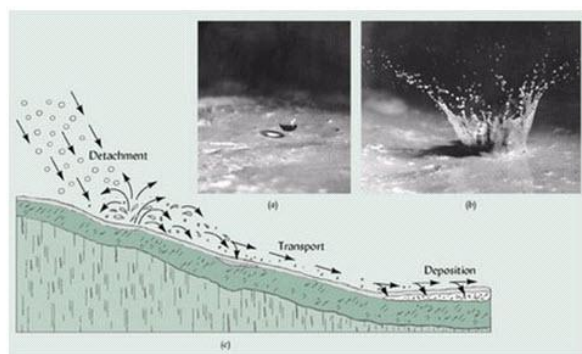 (a)
(b)
Detachment
Transport
Deposition
(c)